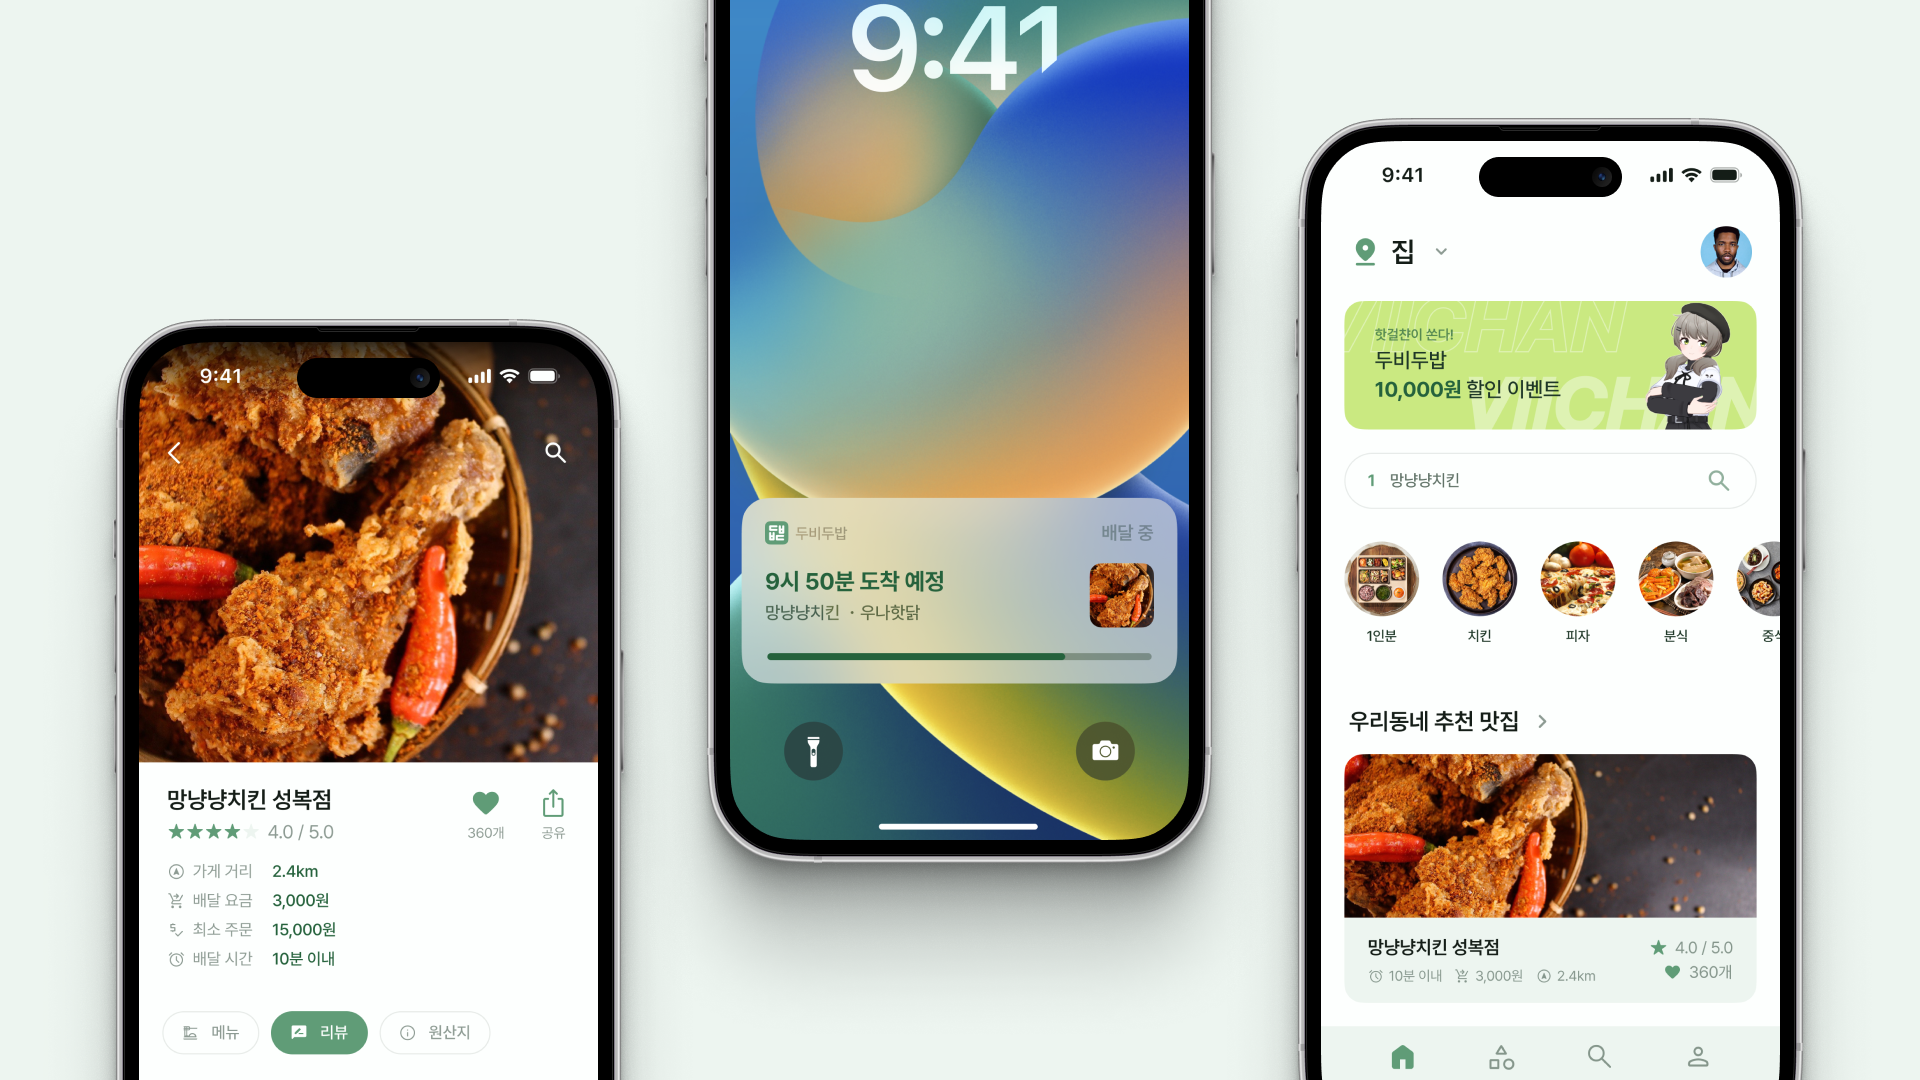 9:41
망냥냥치킨 성복점
4.0 / 5.0
360개
공유
가게 거리 2.4km
배달 요금 3,000원
최소 주문 15,000원
배달 시간 10분 이내
메뉴
리뷰
원산지
9:41
두비두밥
배달 중
9시 50분 도착 예정
망냥냥치킨 · 우나핫닭
9:41
집
VIICHAN
핫걸챤이 쏜다!
두비두밥
10,000원 할인 이벤트
VIICHAN
1 망냥냥치킨
1인분
치킨
피자
분식
중식
우리동네 추천 맛집
망냥냥치킨 성복점
4.0 / 5.0
10분 이내 3,000원 2.4km
360개